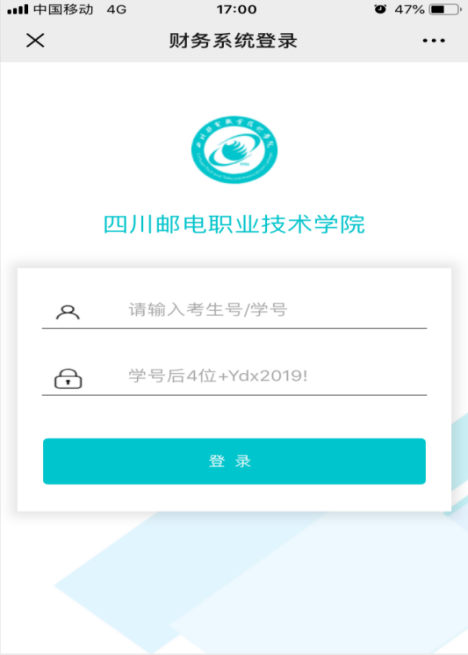 中国移动 4G 17:00 47%
财务系统登录
四川邮电职业技术学院
请输入考生号/学号
学号后4位+Ydx2019!
登 录